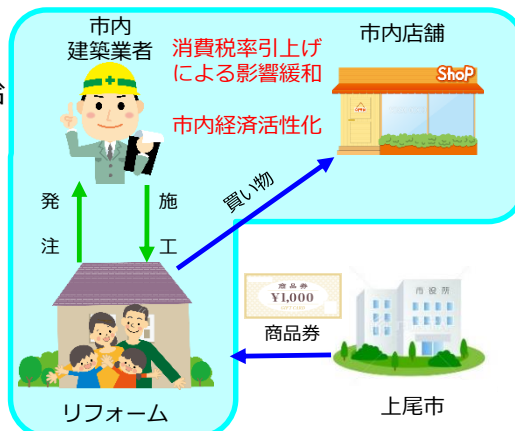 市内
建築業者
消費税率引上げ
による影響緩和
市内経済活性化
市内店舗
ShoP
給
発注
施工
買い物
商品券
¥1,000
商品券
市役所
リフォーム
上尾市